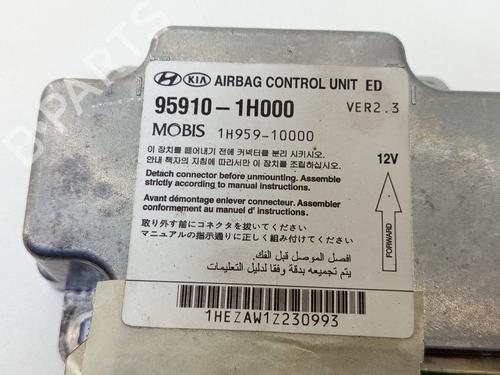 HYUNDAI KIA AIRBAG CONTROL UNIT ED
95910-1H000 VER2.3
MOBIS 1H959-10000
이 장치를 떼어내기 전에 커넥터를 분리 시키시오.
안내 책자의 지침에 따라서만 이 장치를 조립하십시오.
12V
Detach connector before unmounting. Assemble
strictly according to manual instructions.
Avant démontage enlever connecteur. Assembler
conformement au manuel d' instructions.
取り外す前にコネクタを抜いてください
マニュアルの指示通りに正しく組み付けてください
FORWARD
افصل الموصل قبل الفك.
يتم تجميعه بدقة وفقا لدليل التعليمات
1HEZAW1Z230993
B-PARTS